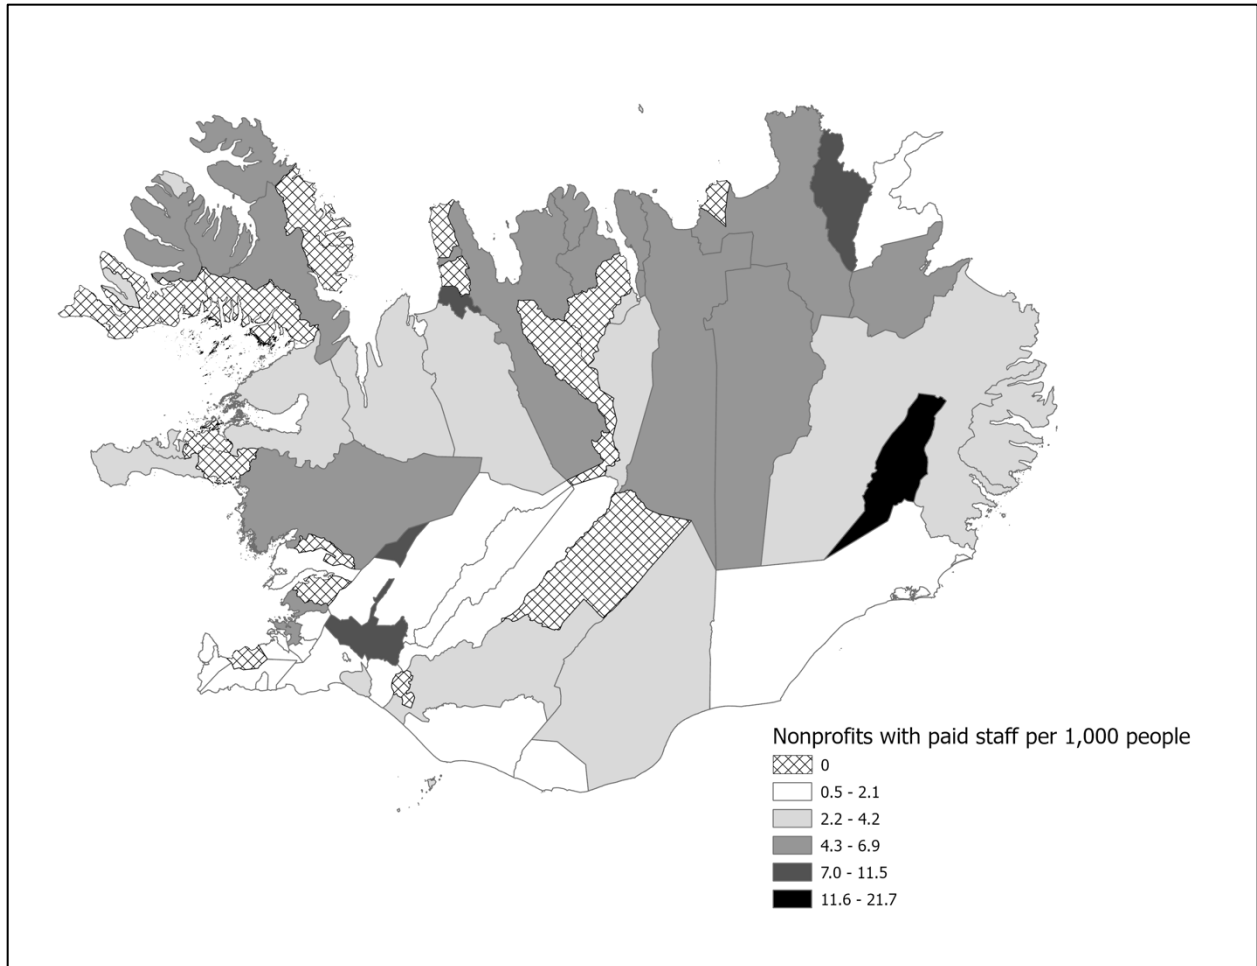 Nonprofits with paid staff per 1,000 people
0
0.5 - 2.1
2.2 - 4.2
4.3 - 6.9
7.0 - 11.5
11.6 - 21.7